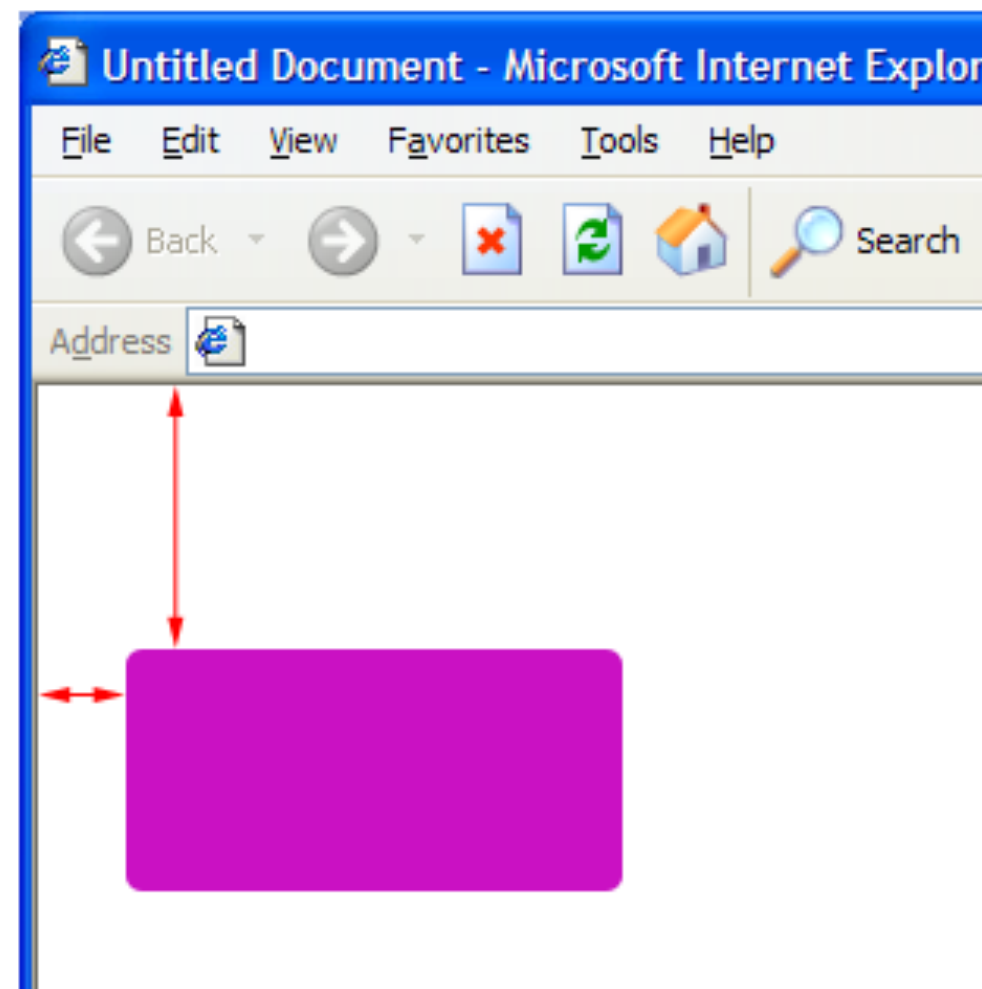 Untitled Document - Microsoft Internet Explor
File Edit View Favorites Tools Help
Back Search
Address